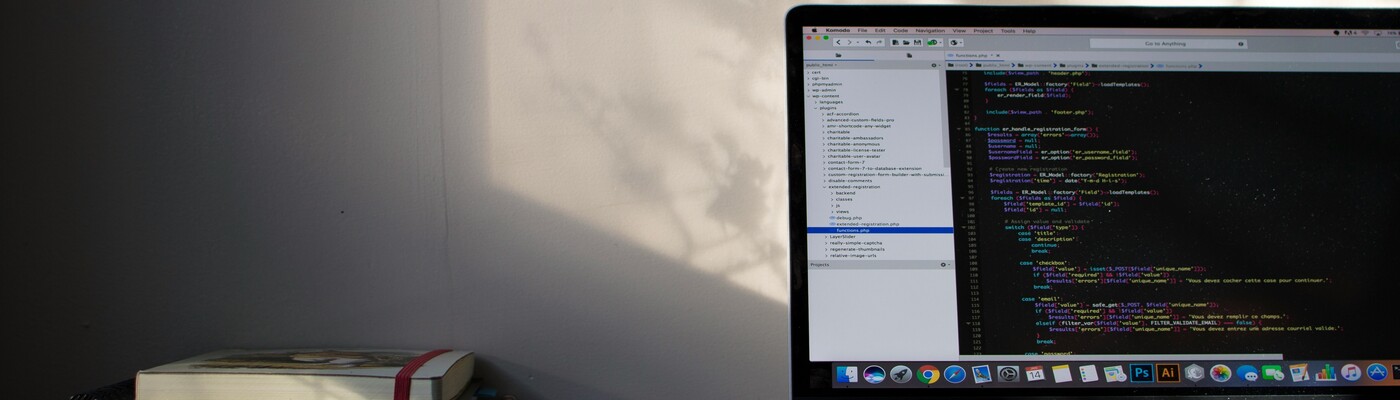 Komodo File Edit Code Navigation View Project Tools Help
Go to Anything
functions.php
public_html
cert
cgi-bin
phpmyadmin
wp-admin
wp-content
languages
plugins
acf-accordion
advanced-custom-fields-pro
amr-shortcode-any-widget
charitable
charitable-ambassadors
charitable-anonymous
charitable-license-tester
charitable-user-avatar
contact-form-7
contact-form-7-to-database-extension
custom-registration-form-builder-with-submiss
disable-comments
extended-registration
backend
classes
js
views
debug.php
extended-registration.php
functions.php
LayerSlider
really-simple-captcha
regenerate-thumbnails
relative-image-urls
Projects
include($view_path . 'header.php');
$fields = ER_Model::factory('Field')->loadTemplates();
foreach ($fields as $field) {
er_render_field($field);
}
include($view_path . 'footer.php');
}
function er_handle_registration_form() {
$results = array('errors'=>array());
$password = null;
$username = null;
$usernameField = er_option('er_username_field');
$passwordField = er_option('er_password_field');
# Create new registration
$registration = ER_Model::factory('Registration');
$registration['time'] = date('Y-m-d H:i:s');
$fields = ER_Model::factory('Field')->loadTemplates();
foreach ($fields as $field) {
$field['template_id'] = $field['id'];
$field['id'] = null;
# Assign value and validate
switch ($field['type']) {
case 'title':
case 'description':
continue;
break;
case 'checkbox':
$field['value'] = isset($_POST[$field['unique_name']]);
if ($field['required'] && !$field['value'])
$results['errors'][$field['unique_name']] = 'Vous devez cocher cette case pour continuer.';
break;
case 'email':
$field['value'] = safe_get($_POST, $field['unique_name']);
if ($field['required'] && !$field['value'])
$results['errors'][$field['unique_name']] = 'Vous devez remplir ce champs.';
elseif (filter_var($field['value'], FILTER_VALIDATE_EMAIL) === false) {
$results['errors'][$field['unique_name']] = 'Vous devez entrez une adresse courriel valide.';
}
break;
case 'password':
14
Ps
Ai